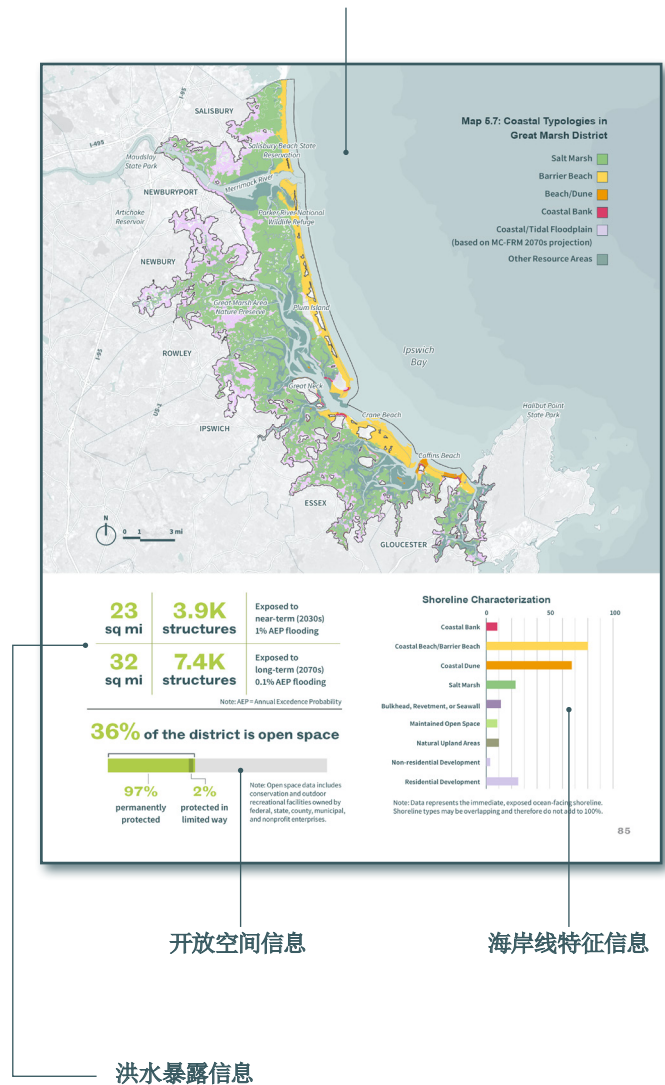 Map 5.7: Coastal Typologies in
Great Marsh District
Salt Marsh
Barrier Beach
Beach/Dune
Coastal Bank
Coastal/Tidal Floodplain
(based on MC-FRM 2070s projection)
Other Resource Areas
I-95
SALISBURY
I-495
Salisbury Beach State
Reservation
Maudslay
State Park
Merrimack River
NEWBURYPORT
Artichoke
Reservoir
Parker River National
Wildlife Refuge
NEWBURY
Great Marsh Area
Nature Preserve
Plum Island
I-95
ROWLEY
Ipswich
Bay
Great Neck
US-1
Halibut Point
State Park
Crane Beach
IPSWICH
Coffins Beach
ESSEX
N
0 1 3 mi
GLOUCESTER
23
sq mi
3.9K
structures
Exposed to
near-term (2030s)
1% AEP flooding
32
sq mi
7.4K
structures
Exposed to
long-term (2070s)
0.1% AEP flooding
Note: AEP = Annual Excedence Probability
36% of the district is open space
97%
permanently
protected
2%
protected in
limited way
Note: Open space data includes
conservation and outdoor
recreational facilities owned by
federal, state, county, municipal,
and nonprofit enterprises.
Shoreline Characterization
0 50 100
Coastal Bank
Coastal Beach/Barrier Beach
Coastal Dune
Salt Marsh
Bulkhead, Revetment, or Seawall
Maintained Open Space
Natural Upland Areas
Non-residential Development
Residential Development
Note: Data represents the immediate, exposed ocean-facing shoreline.
Shoreline types may be overlapping and therefore do not add to 100%.
85
开放空间信息
海岸线特征信息
洪水暴露信息